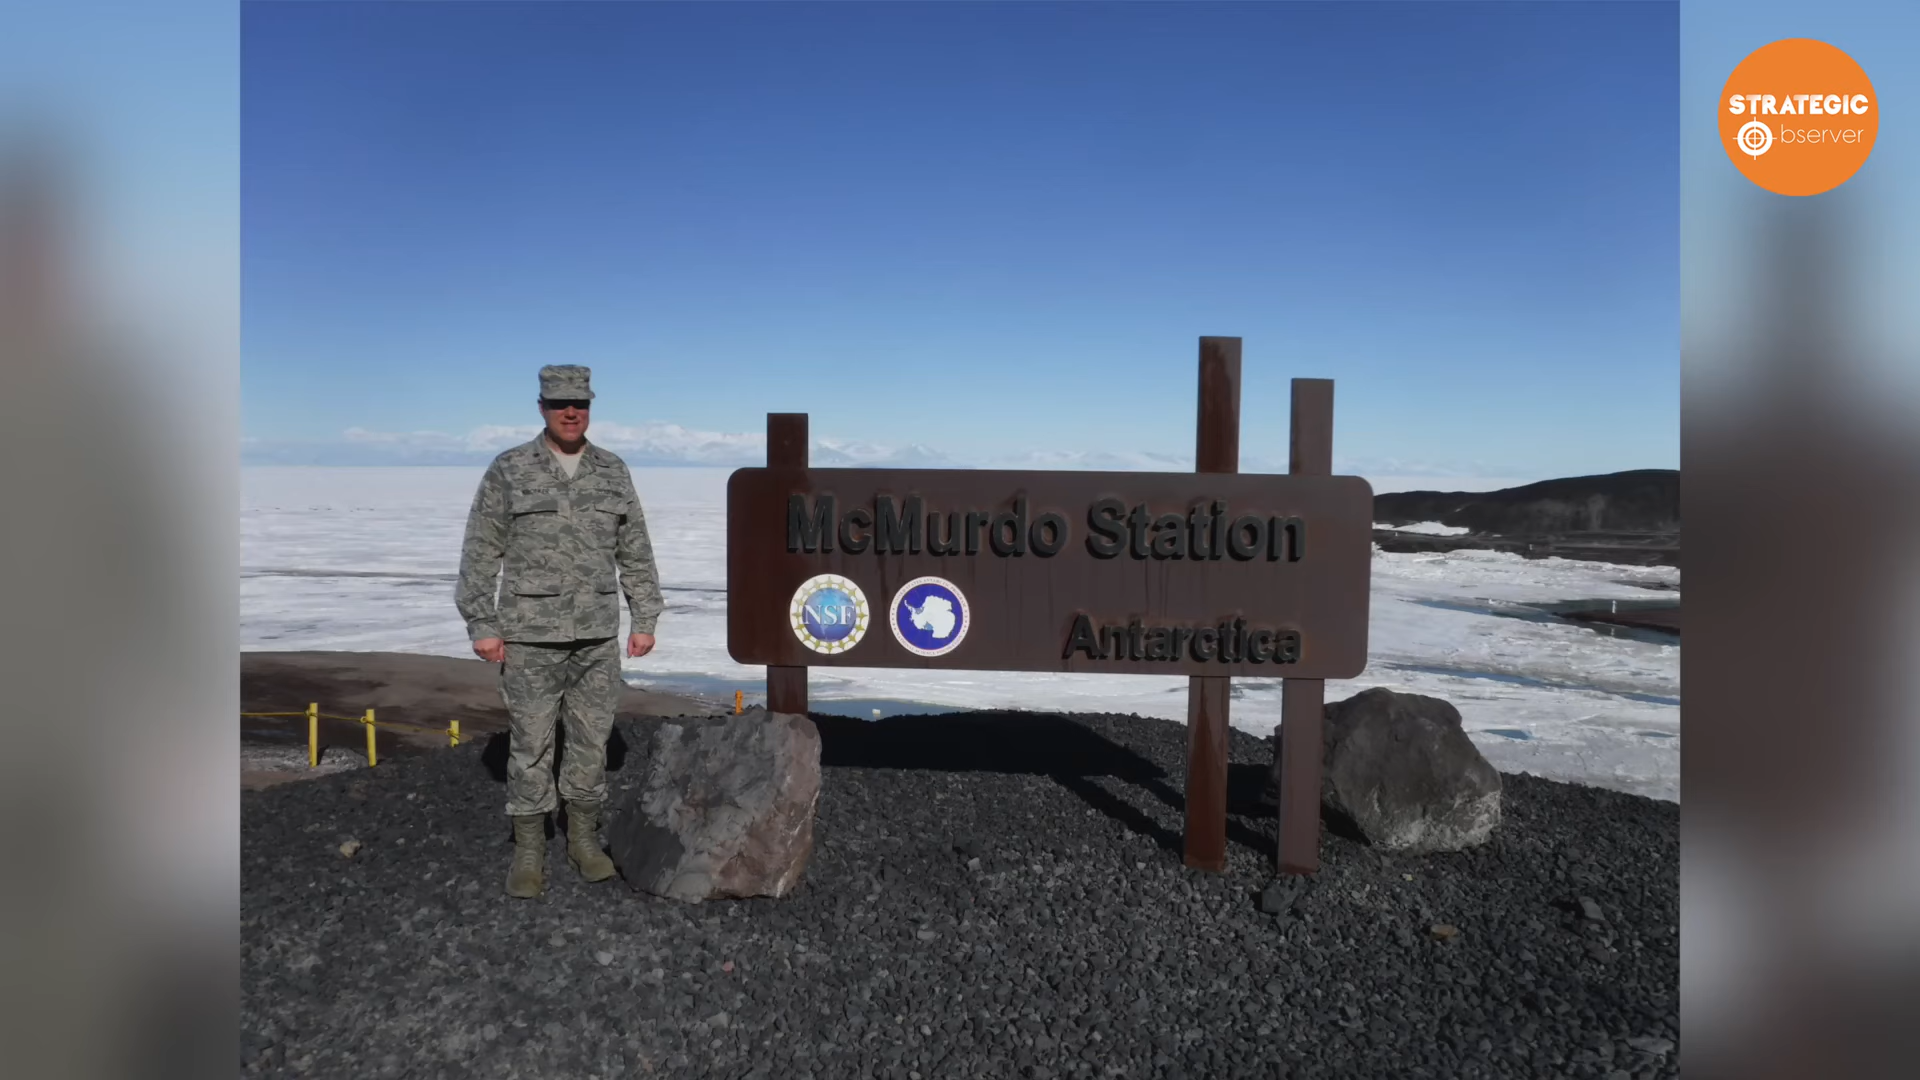 STRATEGIC
bserver
McMurdo Station
NSF
Antarctica